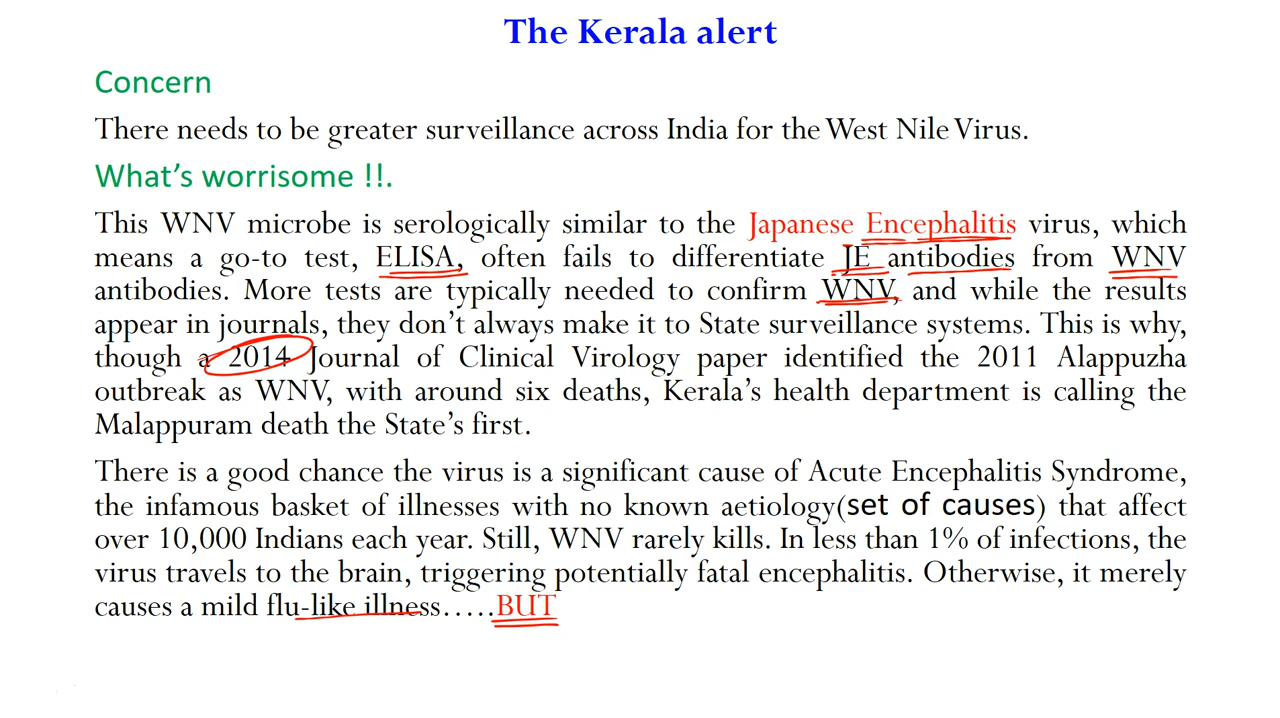 The Kerala alert
Concern
There needs to be greater surveillance across India for the West Nile Virus.
What's worrisome !!.
This WNV microbe is serologically similar to the Japanese Encephalitis virus, which
means a go-to test, ELISA, often fails to differentiate JE antibodies from WNV
antibodies. More tests are typically needed to confirm WNV, and while the results
appear in journals, they don't always make it to State surveillance systems. This is why,
though a 2014 Journal of Clinical Virology paper identified the 2011 Alappuzha
outbreak as WNV, with around six deaths, Kerala's health department is calling the
Malappuram death the State's first.
There is a good chance the virus is a significant cause of Acute Encephalitis Syndrome,
the infamous basket of illnesses with no known aetiology(set of causes) that affect
over 10,000 Indians each year. Still, WNV rarely kills. In less than 1% of infections, the
virus travels to the brain, triggering potentially fatal encephalitis. Otherwise, it merely
causes a mild flu-like illness.....BUT